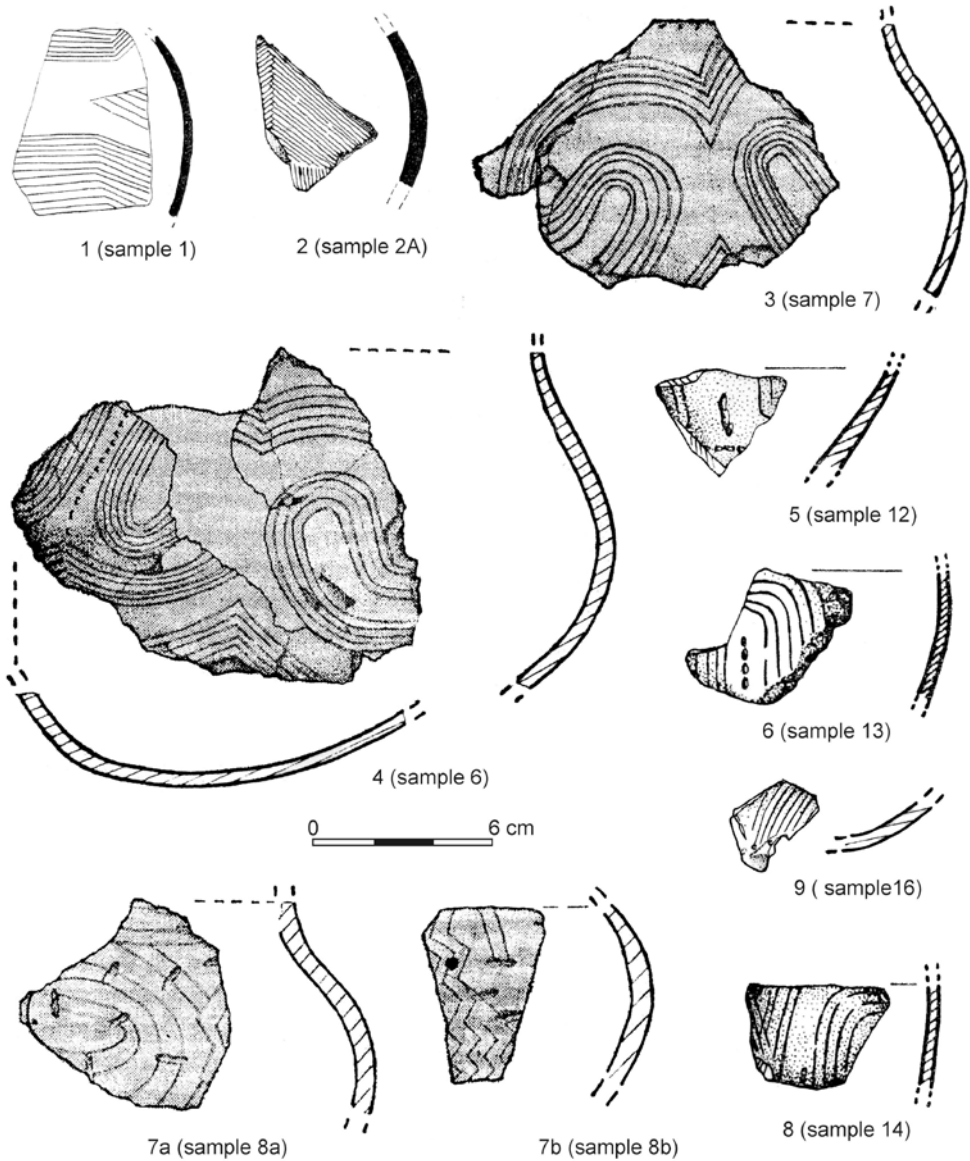 1 (sample 1)
2 (sample 2A)
3 (sample 7)
4 (sample 6)
5 (sample 12)
6 (sample 13)
0 6 cm
9 ( sample16)
7a (sample 8a)
7b (sample 8b)
8 (sample 14)